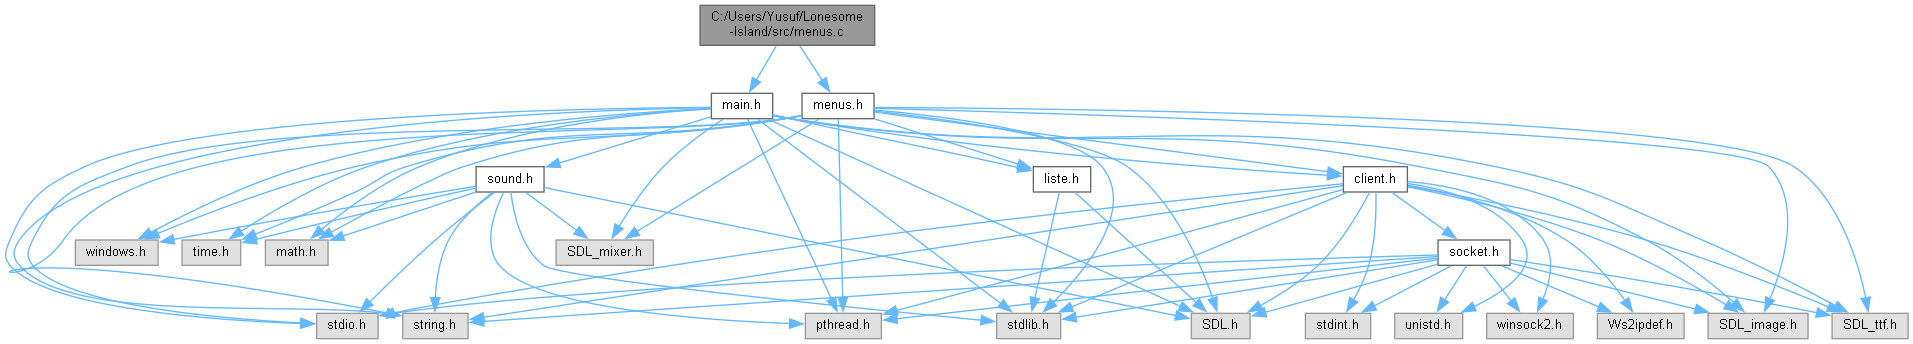 C:/Users/Yusuf/Lonesome
-Island/src/menus.c
main.h
menus.h
sound.h
liste.h
client.h
windows.h
time.h
math.h
SDL_mixer.h
socket.h
stdio.h
string.h
pthread.h
stdlib.h
SDL.h
stdint.h
unistd.h
winsock2.h
Ws2ipdef.h
SDL_image.h
SDL_ttf.h